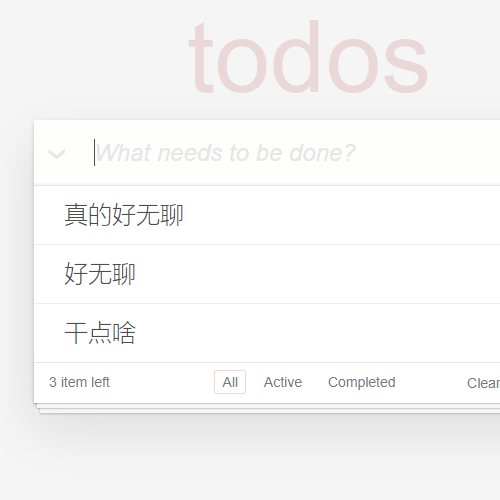 todos
What needs to be done?
真的好无聊
好无聊
干点啥
3 item left All Active Completed Clear